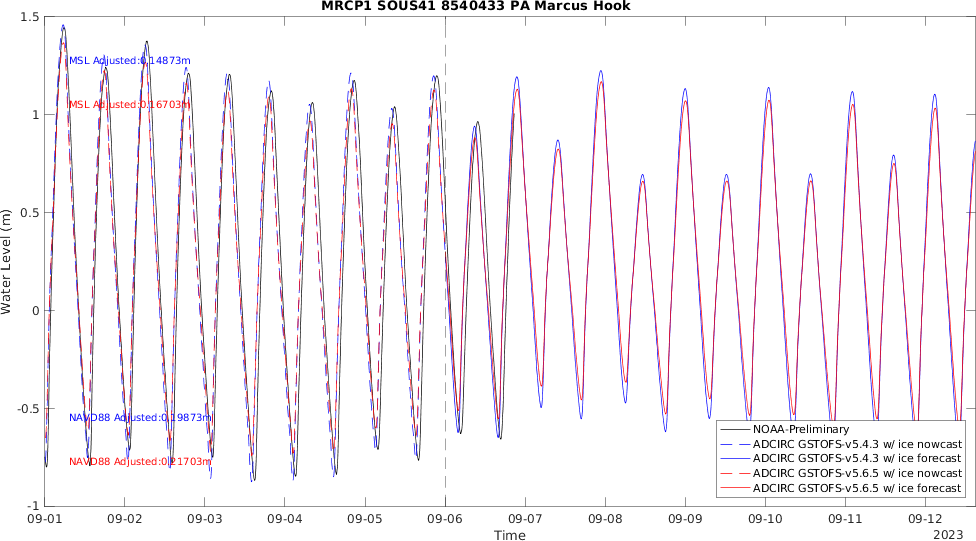 MRCP1 SOUS41 8540433 PA Marcus Hook
1.5
1
0.5
0
-0.5
-1
Water Level (m)
MSL Adjusted:0.14873m
MSL Adjusted:0.16703m
NAVD88 Adjusted:0.19873m
NAVD88 Adjusted:0.21703m
NOAA-Preliminary
ADCIRC GSTOFS-v5.4.3 w/ ice nowcast
ADCIRC GSTOFS-v5.4.3 w/ ice forecast
ADCIRC GSTOFS-v5.6.5 w/ ice nowcast
ADCIRC GSTOFS-v5.6.5 w/ ice forecast
09-01 09-02 09-03 09-04 09-05 09-06 09-07 09-08 09-09 09-10 09-11 09-12
Time
2023